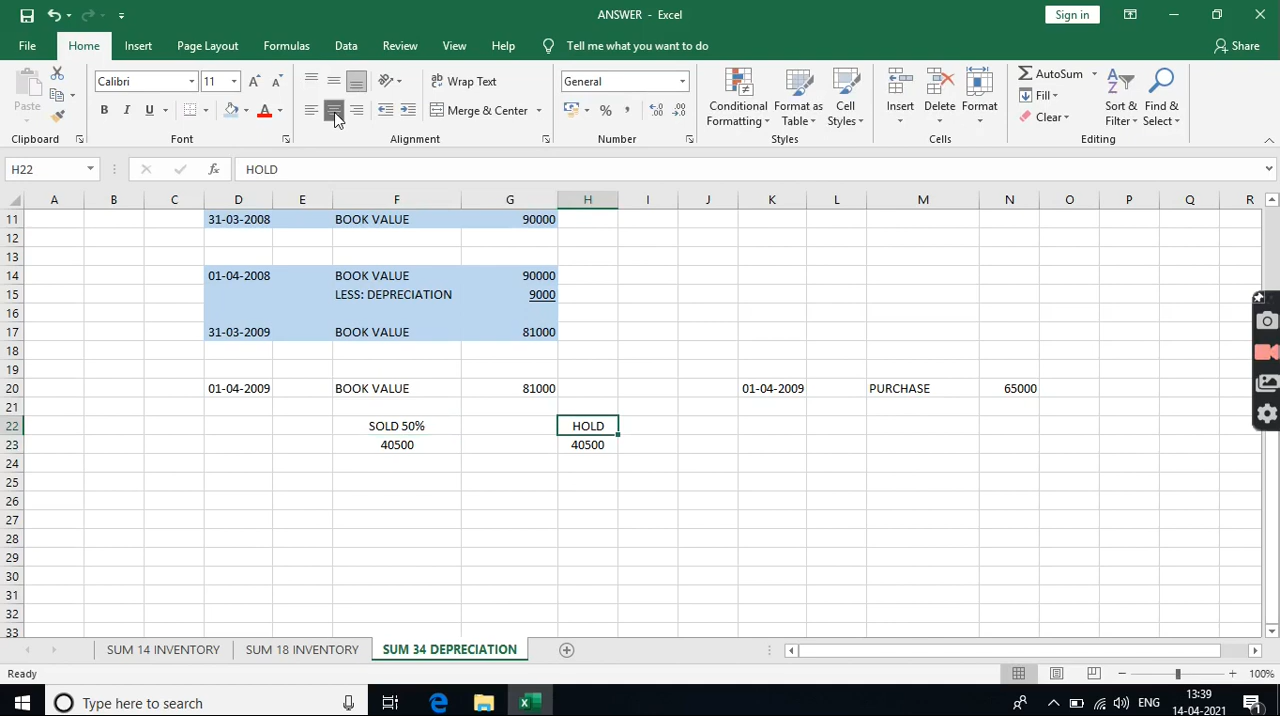 ANSWER - Excel
Sign in
File Home Insert Page Layout Formulas Data Review View Help Tell me what you want to do Share
Paste Calibri 11 B I U A Wrap Text Merge & Center General % , Conditional Formatting Format as Table Cell Styles Insert Delete Format AutoSum Fill Clear Sort & Filter Find & Select
Clipboard Font Alignment Number Styles Cells Editing
H22 fx HOLD
A B C D E F G H I J K L M N O P Q R
11 31-03-2008 BOOK VALUE 90000
12
13
14 01-04-2008 BOOK VALUE 90000
15 LESS: DEPRECIATION 9000
16
17 31-03-2009 BOOK VALUE 81000
18
19
20 01-04-2009 BOOK VALUE 81000 01-04-2009 PURCHASE 65000
21
22 SOLD 50% HOLD
23 40500 40500
24
25
26
27
28
29
30
31
32
33
SUM 14 INVENTORY SUM 18 INVENTORY SUM 34 DEPRECIATION
Ready 100%
Type here to search ENG 13:39
14-04-2021 1